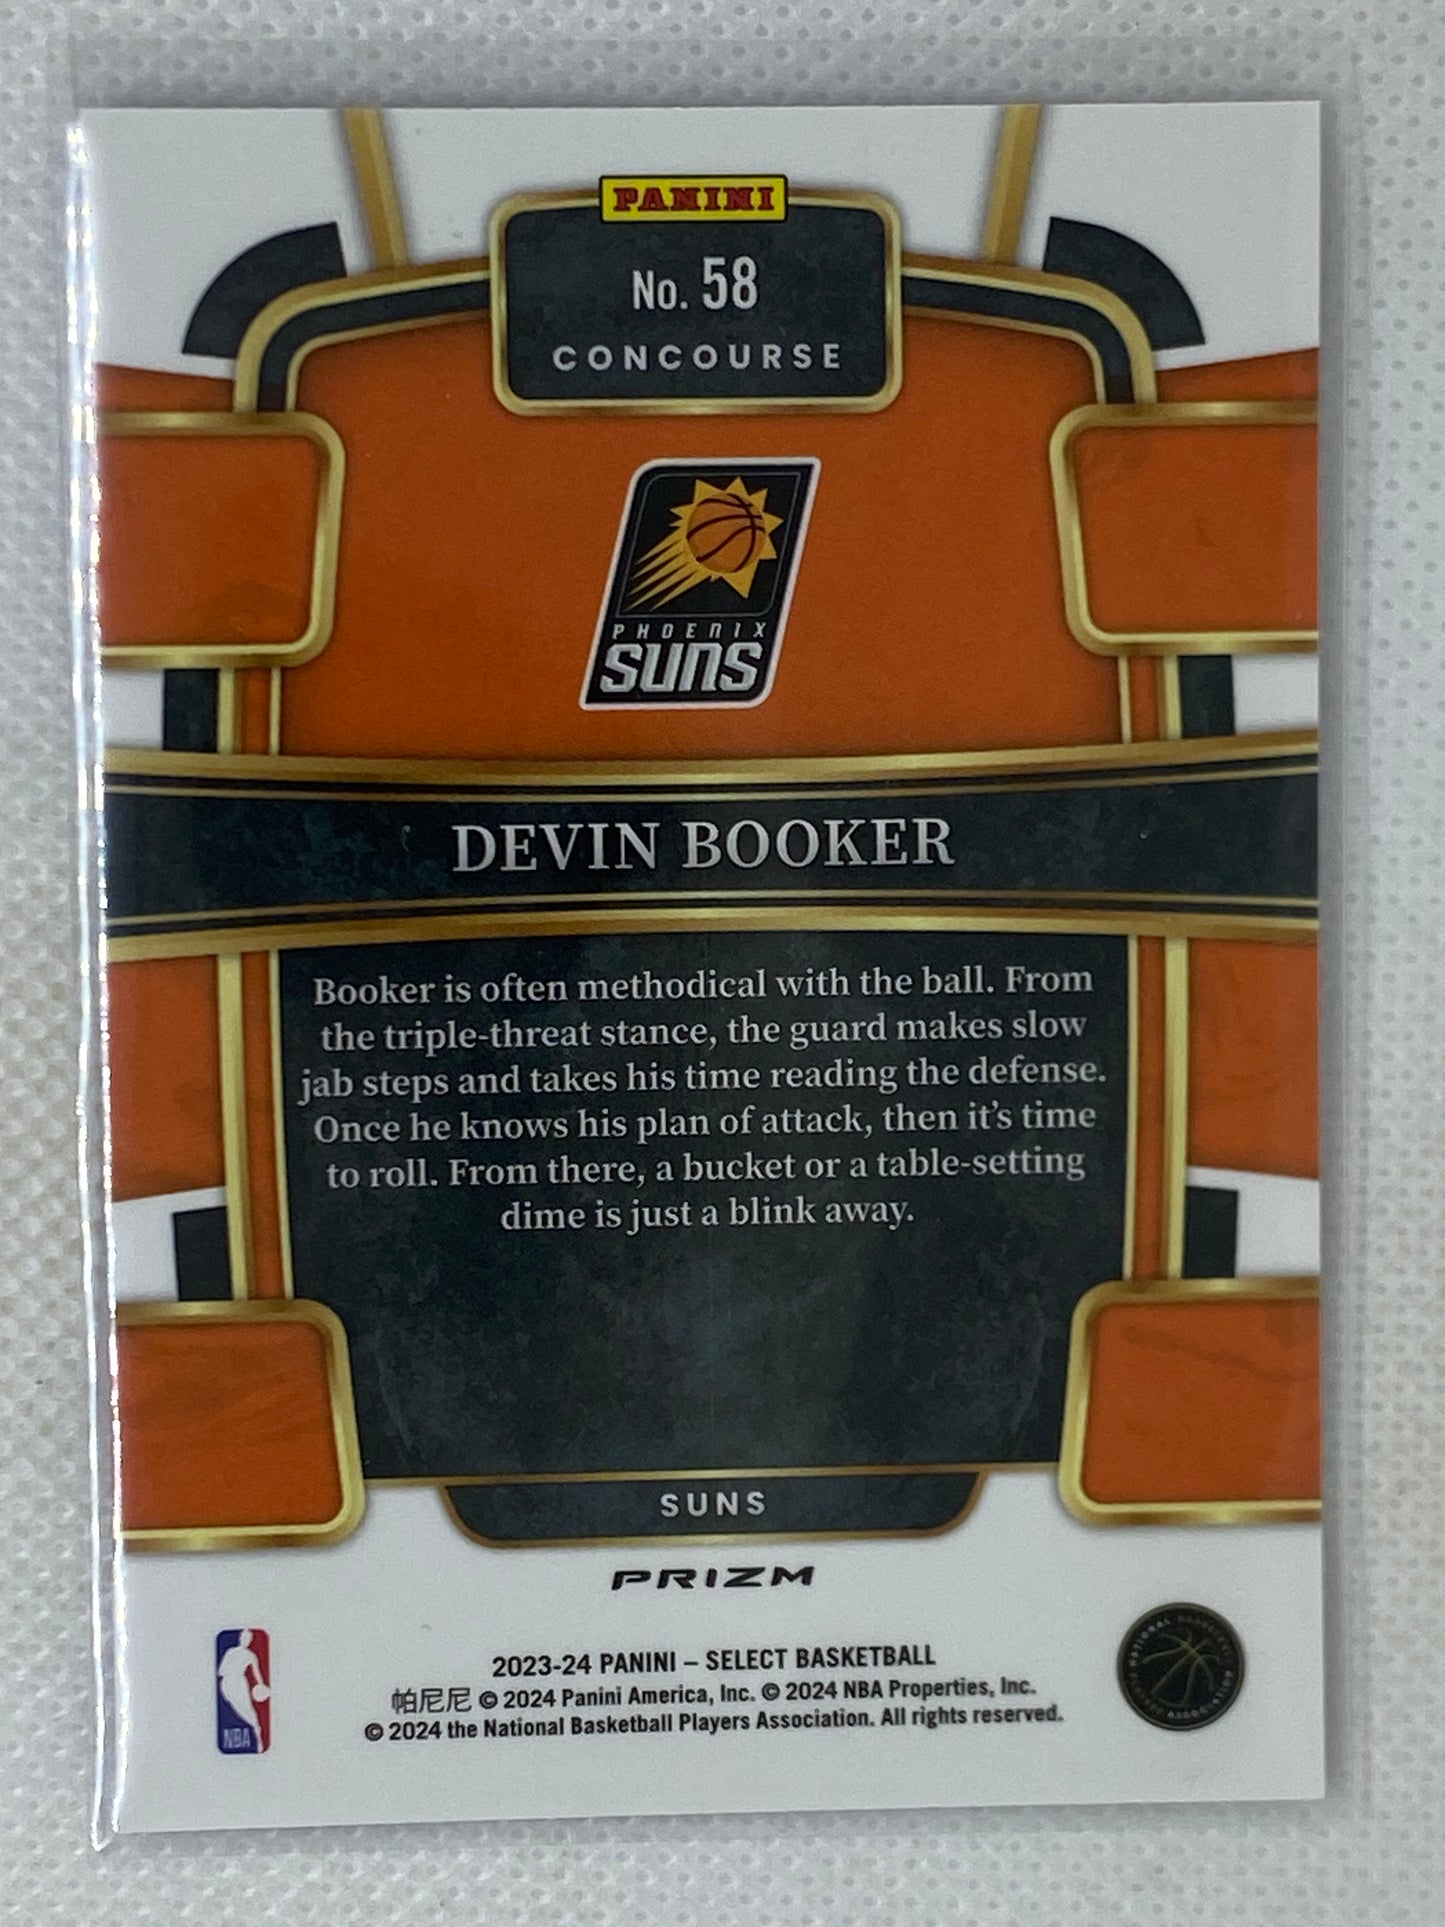 PANINI
No. 58
CONCOURSE
PHOENIX
SUNS
DEVIN BOOKER
Booker is often methodical with the ball. From
the triple-threat stance, the guard makes slow
jab steps and takes his time reading the defense.
Once he knows his plan of attack, then it's time
to roll. From there, a bucket or a table-setting
dime is just a blink away.
SUNS
PRIZM
2023-24 PANINI – SELECT BASKETBALL
帕尼尼 © 2024 Panini America, Inc. © 2024 NBA Properties, Inc.
© 2024 the National Basketball Players Association. All rights reserved.
NBA